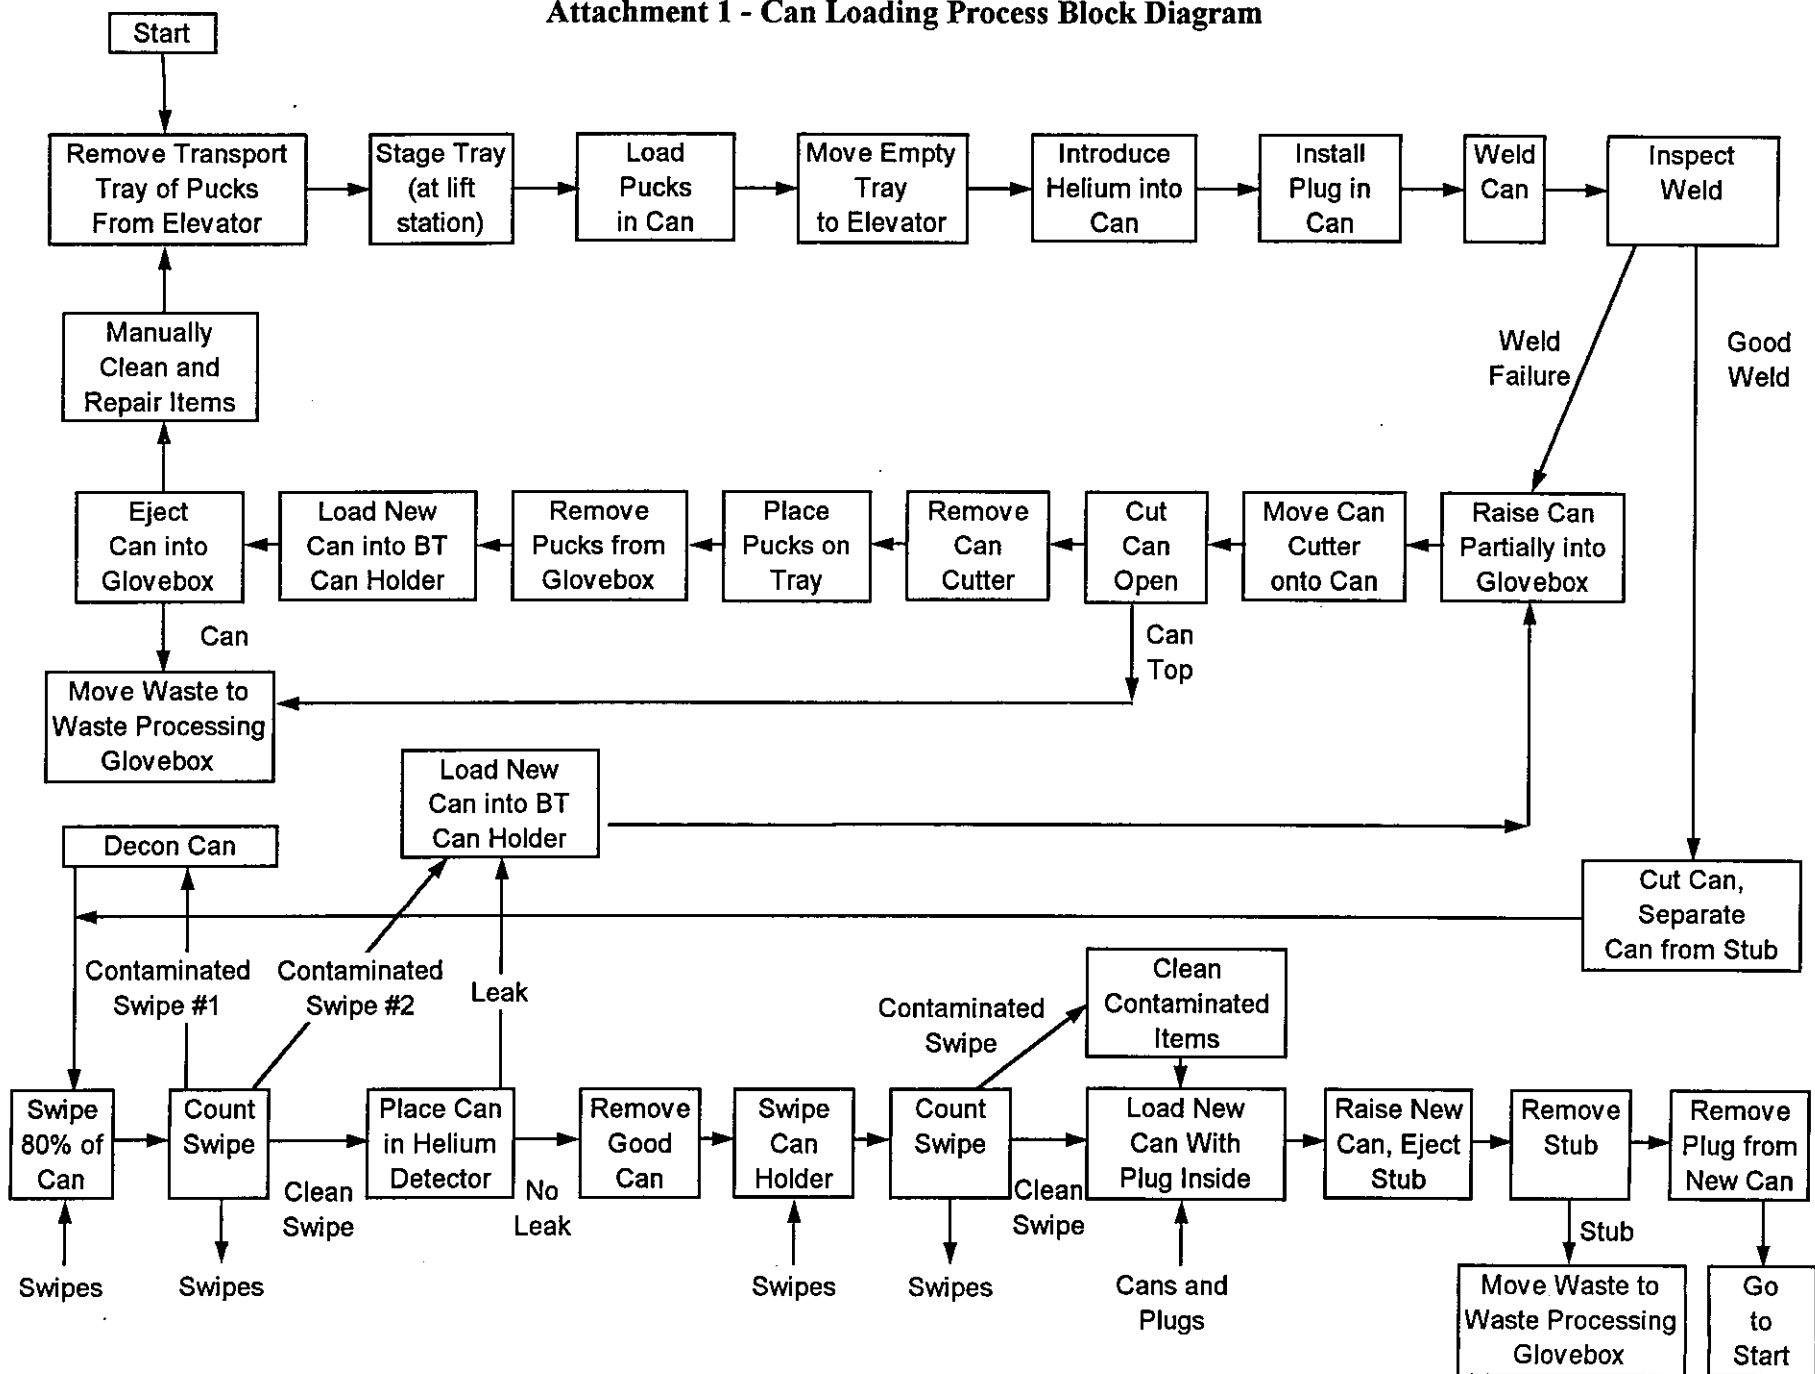 Attachment 1 - Can Loading Process Block Diagram
Start
Remove Transport
Tray of Pucks
From Elevator
Stage Tray
(at lift
station)
Load
Pucks
in Can
Move Empty
Tray
to Elevator
Introduce
Helium into
Can
Install
Plug in
Can
Weld
Can
Inspect
Weld
Manually
Clean and
Repair Items
Weld
Failure
Good
Weld
Eject
Can into
Glovebox
Load New
Can into BT
Can Holder
Remove
Pucks from
Glovebox
Place
Pucks on
Tray
Remove
Can
Cutter
Cut
Can
Open
Move Can
Cutter
onto Can
Raise Can
Partially into
Glovebox
Can
Can
Top
Move Waste to
Waste Processing
Glovebox
Load New
Can into BT
Can Holder
Decon Can
Cut Can,
Separate
Can from Stub
Contaminated
Swipe #1
Contaminated
Swipe #2
Leak
Contaminated
Swipe
Clean
Contaminated
Items
Swipe
80% of
Can
Count
Swipe
Place Can
in Helium
Detector
Remove
Good
Can
Swipe
Can
Holder
Count
Swipe
Load New
Can With
Plug Inside
Raise New
Can, Eject
Stub
Remove
Stub
Remove
Plug from
New Can
Clean
Swipe
No
Leak
Clean
Swipe
Stub
Swipes
Swipes
Swipes
Swipes
Cans and
Plugs
Move Waste to
Waste Processing
Glovebox
Go
to
Start